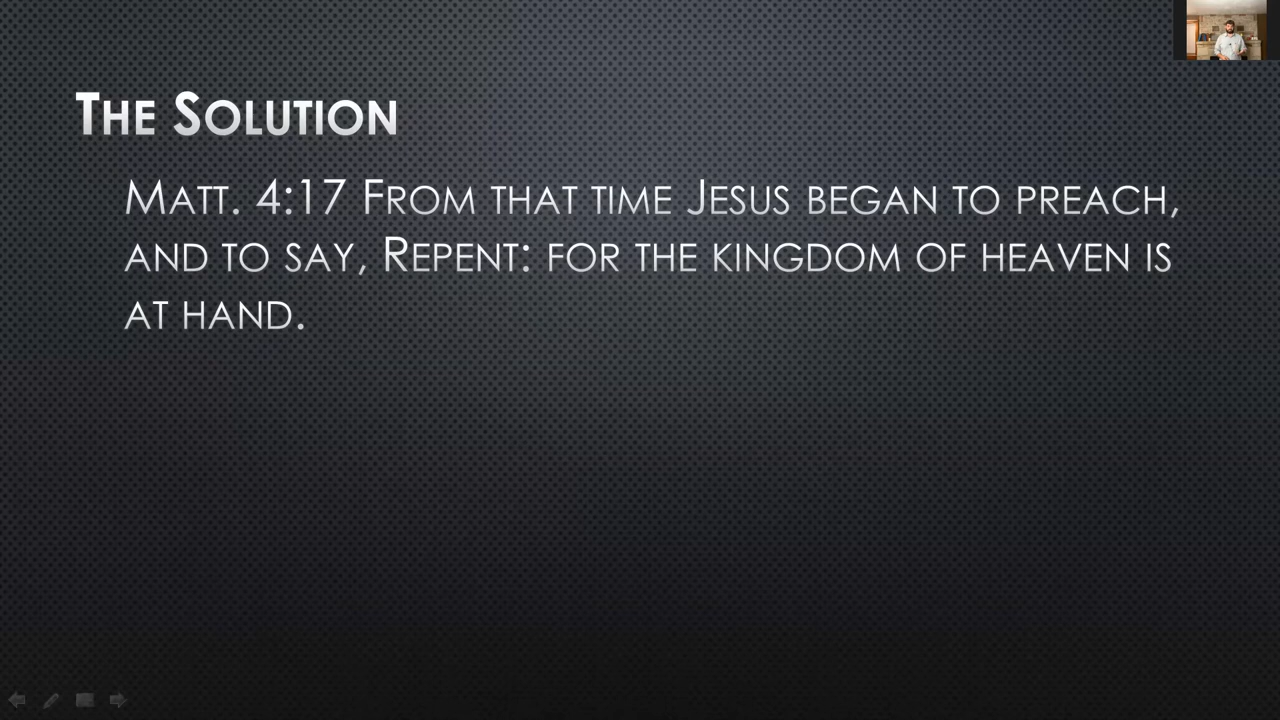 The Solution
Matt. 4:17 From that time Jesus began to preach,
and to say, Repent: for the kingdom of heaven is
at hand.